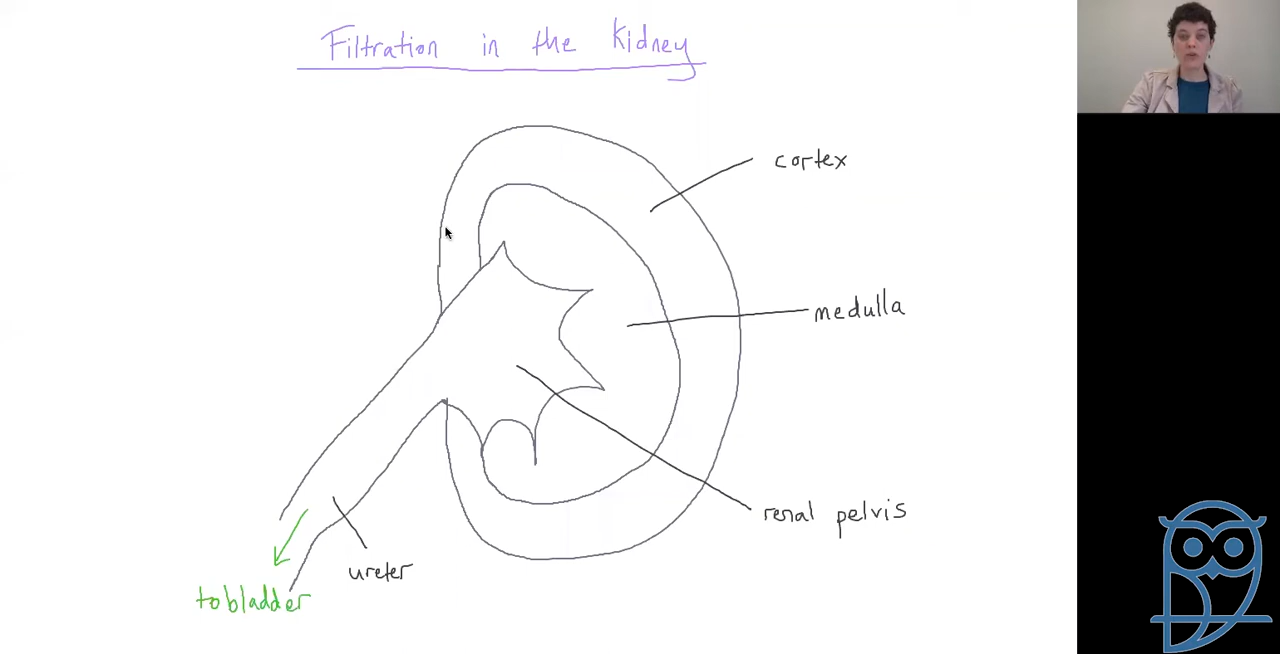 Filtration in the Kidney
cortex
medulla
renal pelvis
ureter
to bladder